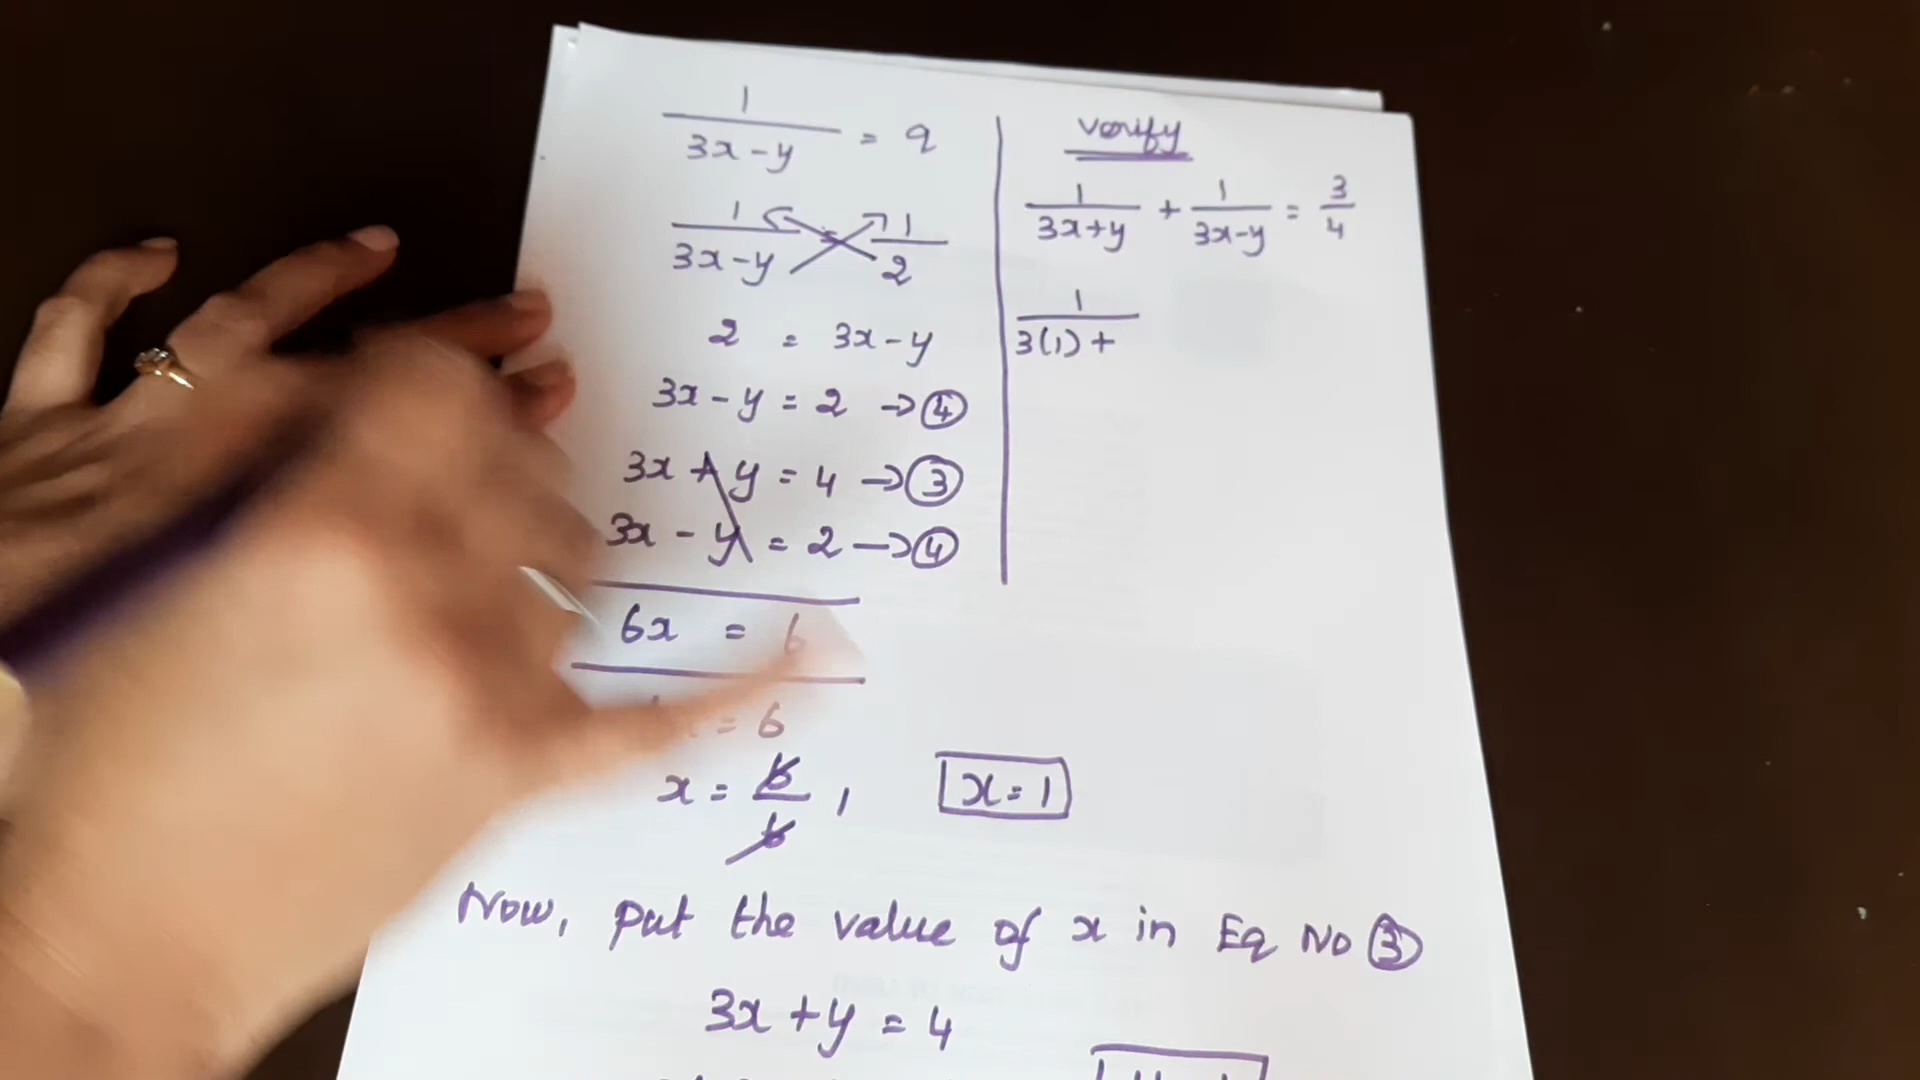 1/(3x-y) = q
1/(3x-y) = 1/2
2 = 3x-y
3x-y = 2 → ④
3x+y = 4 → ③
3x-y = 2 → ④
6x = 6
= 6
x = 6/6 1, x=1
Now, put the value of x in Eq No ③
3x+y = 4
verify
1/(3x+y) + 1/(3x-y) = 3/4
1/(3(1)+